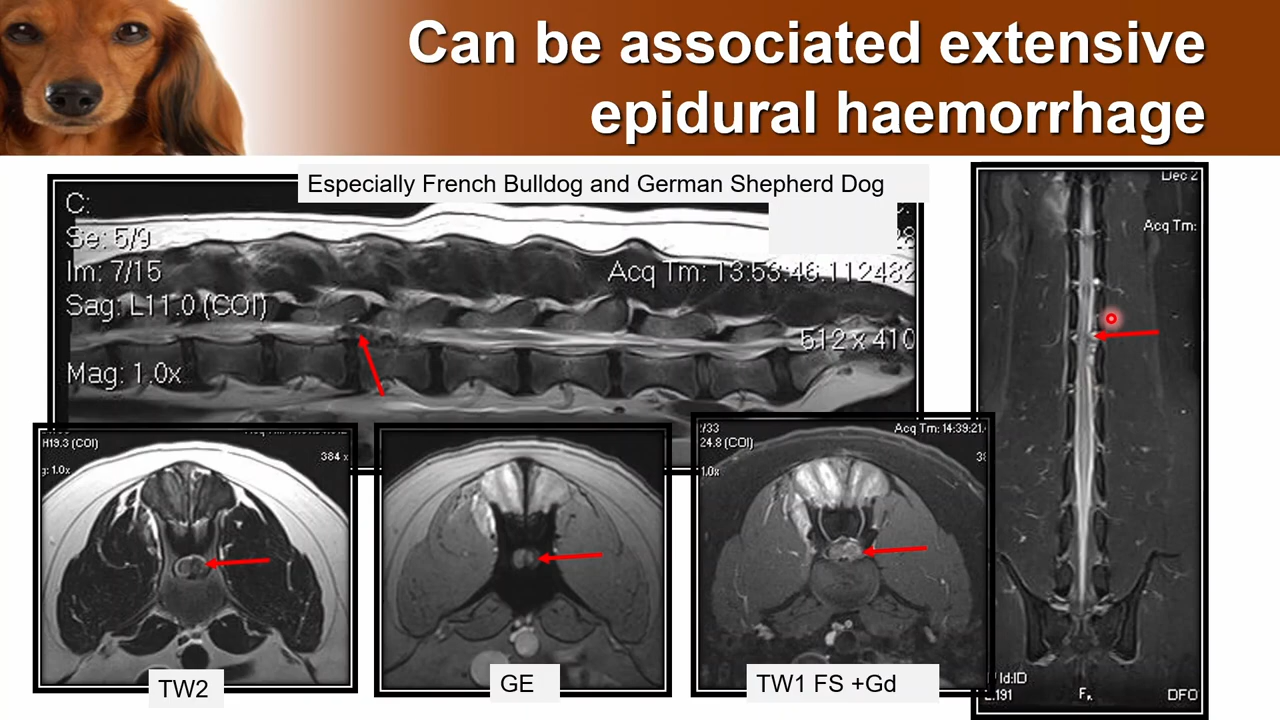 Can be associated extensive
epidural haemorrhage
Especially French Bulldog and German Shepherd Dog
C:
Se: 5/9
Im: 7/15
Sag: L11.0 (COI)
Mag: 1.0x
Acq Tm: 13:53:46.112482
512 x 410
Dec 2
Acq Tm:
Id:ID
DFO
H19.3 (COI)
384 x
g: 1.0x
TW2
GE
/33
24.8 (COI)
1.0x
Acq Tm: 14:39:21.
TW1 FS +Gd